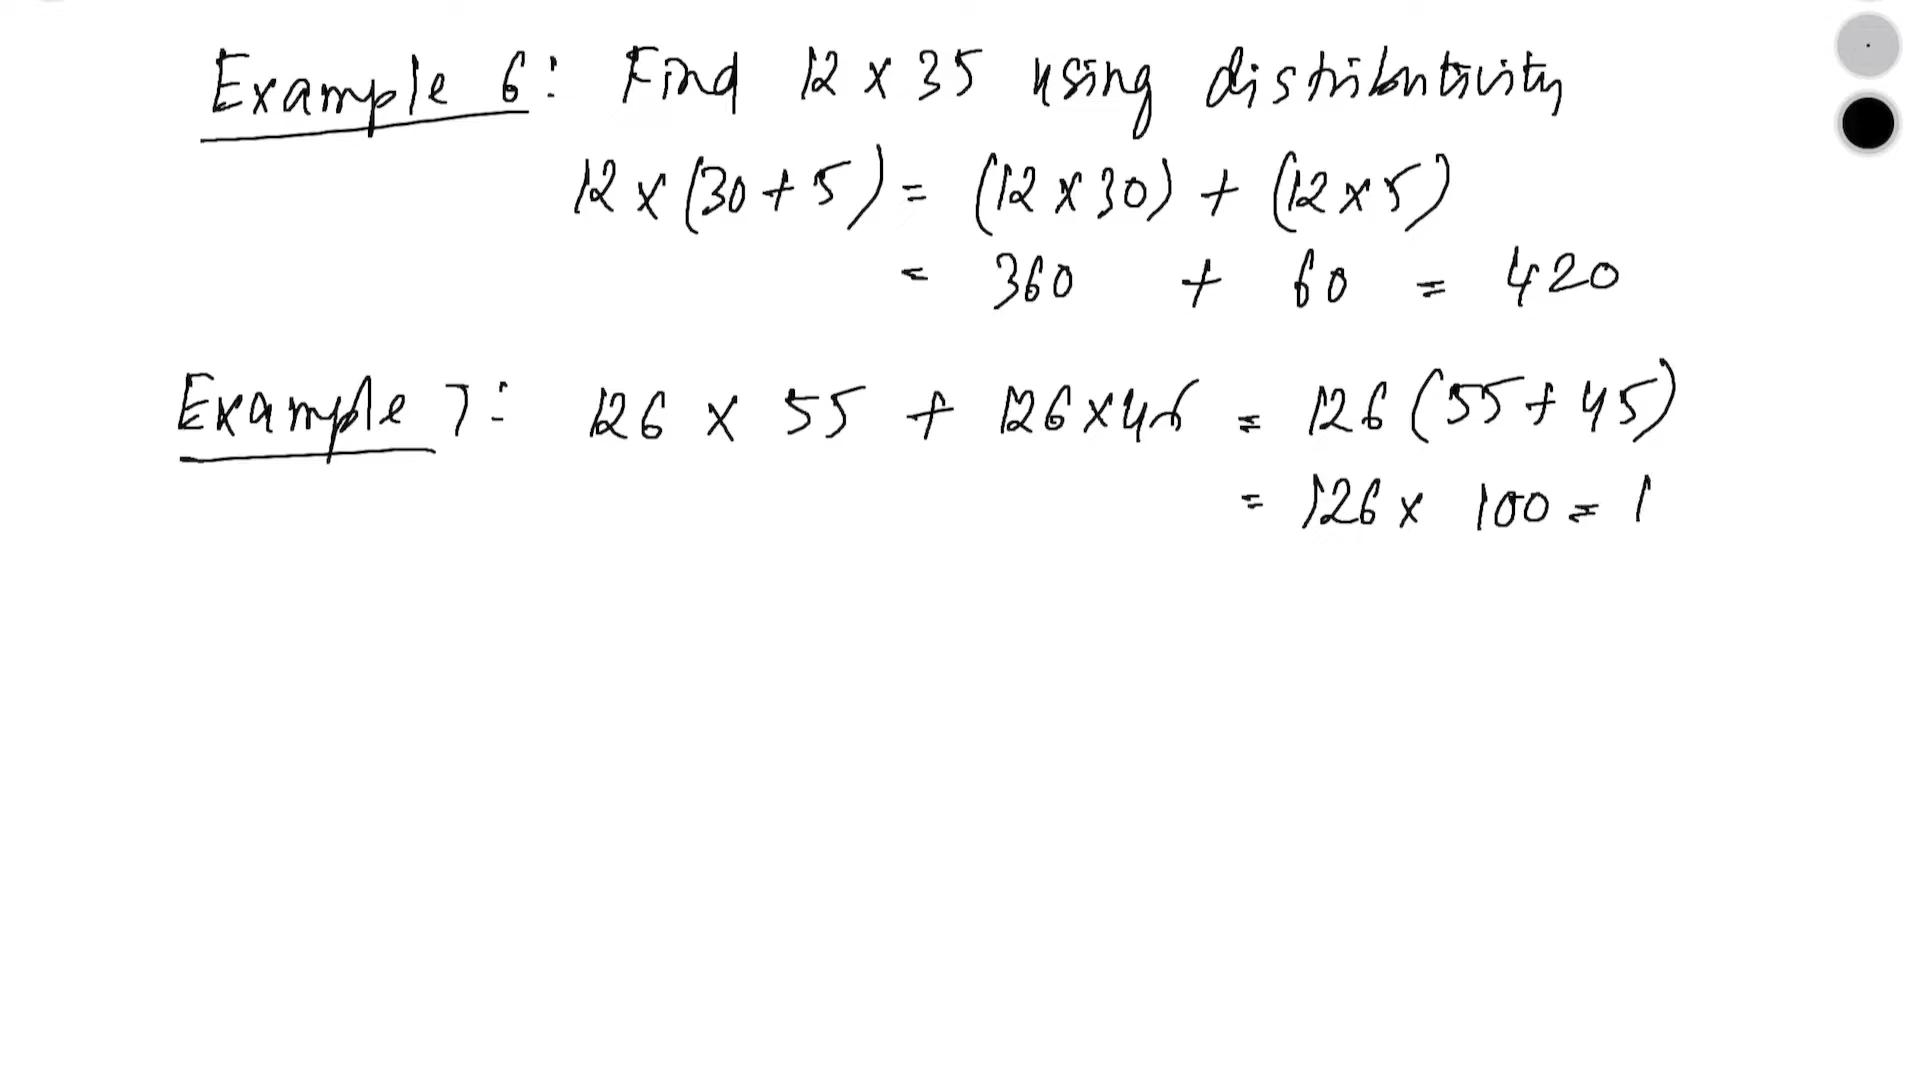 Example 6: Find 12 x 35 using distributivity
12 x (30 + 5) = (12 x 30) + (12 x 5)
= 360 + 60 = 420
Example 7: 126 x 55 + 126 x 45 = 126 (55 + 45)
= 126 x 100 = 1